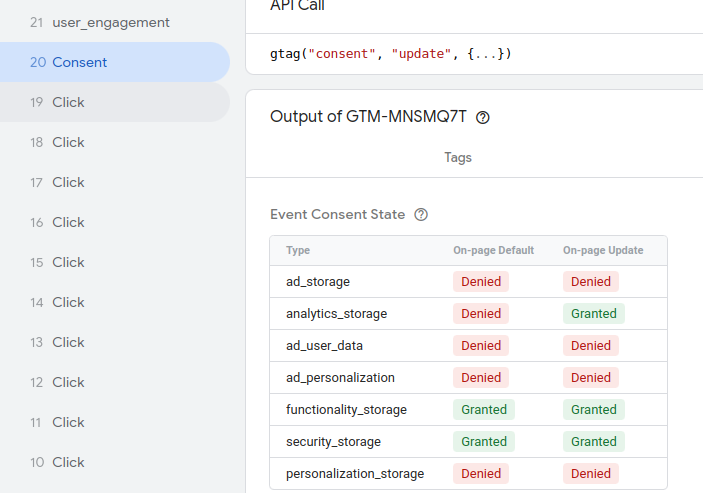 API Call
21 user_engagement
20 Consent
gtag("consent", "update", {...})
19 Click
Output of GTM-MNSMQ7T ?
18 Click
Tags
17 Click
16 Click
Event Consent State ?
15 Click
Type On-page Default On-page Update
14 Click
ad_storage Denied Denied
analytics_storage Denied Granted
13 Click
ad_user_data Denied Denied
12 Click
ad_personalization Denied Denied
functionality_storage Granted Granted
11 Click
security_storage Granted Granted
10 Click
personalization_storage Denied Denied